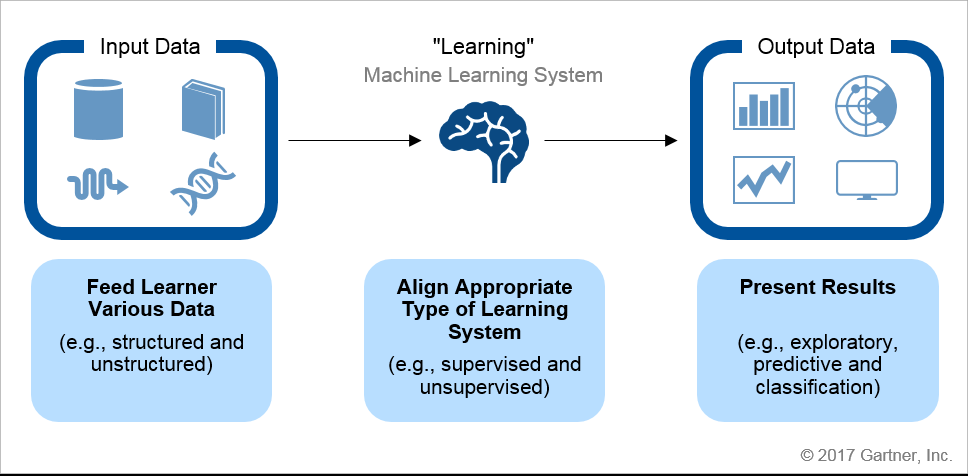 Input Data
"Learning"
Machine Learning System
Output Data
Feed Learner
Various Data
(e.g., structured and
unstructured)
Align Appropriate
Type of Learning
System
(e.g., supervised and
unsupervised)
Present Results
(e.g., exploratory,
predictive and
classification)
© 2017 Gartner, Inc.